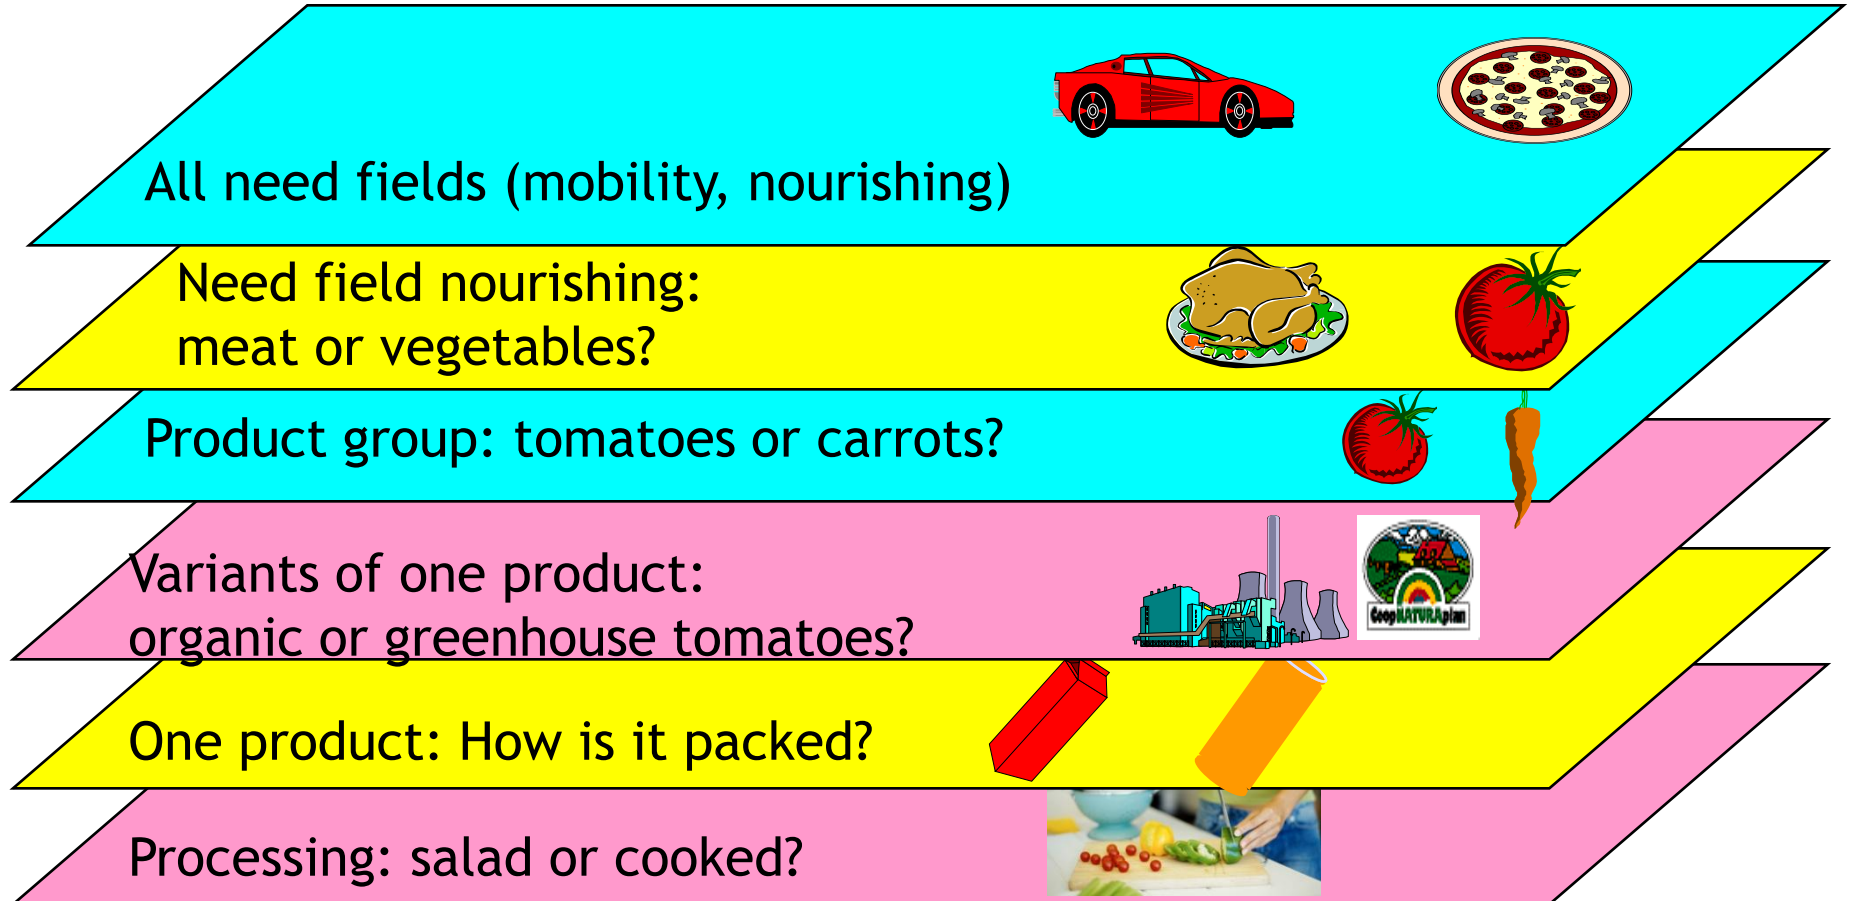 All need fields (mobility, nourishing)
Need field nourishing:
meat or vegetables?
Product group: tomatoes or carrots?
Variants of one product:
organic or greenhouse tomatoes?
CoopNATURAplan
One product: How is it packed?
Processing: salad or cooked?